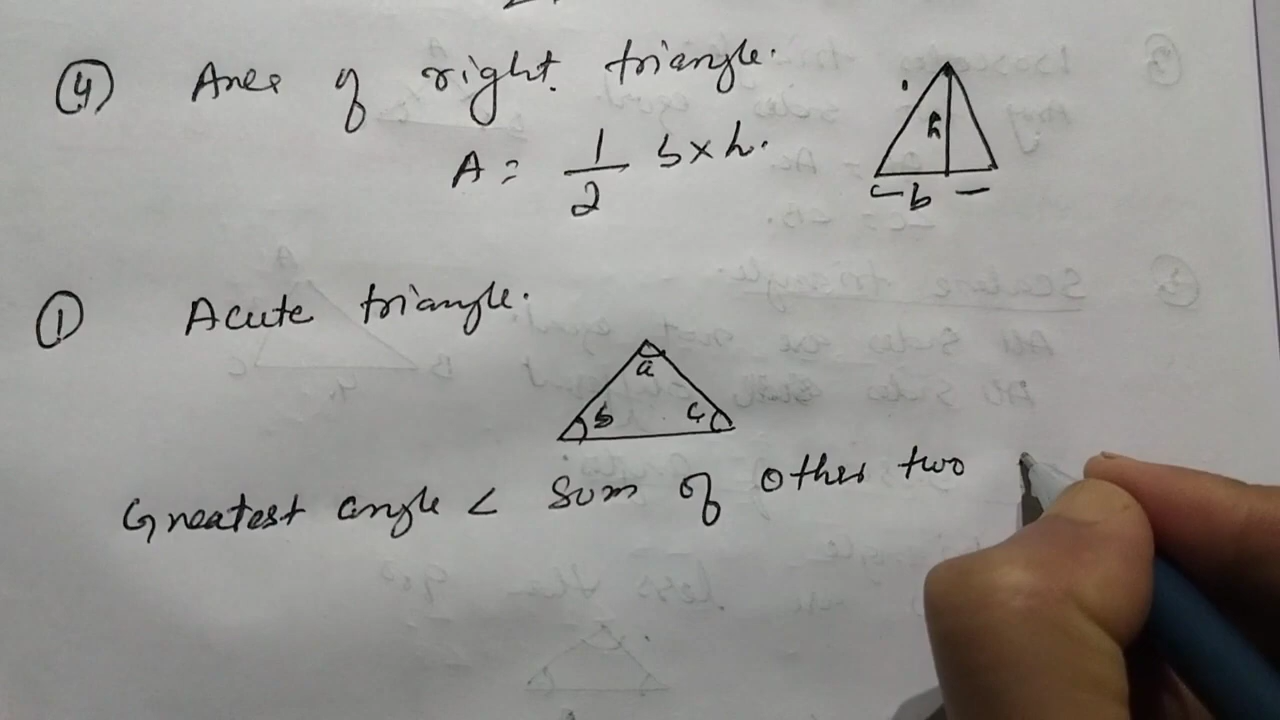 (4) Area of right triangle.
A = 1/2 b×h.
h
b
(1) Acute triangle.
a
b
c
Greatest angle < Sum of other two